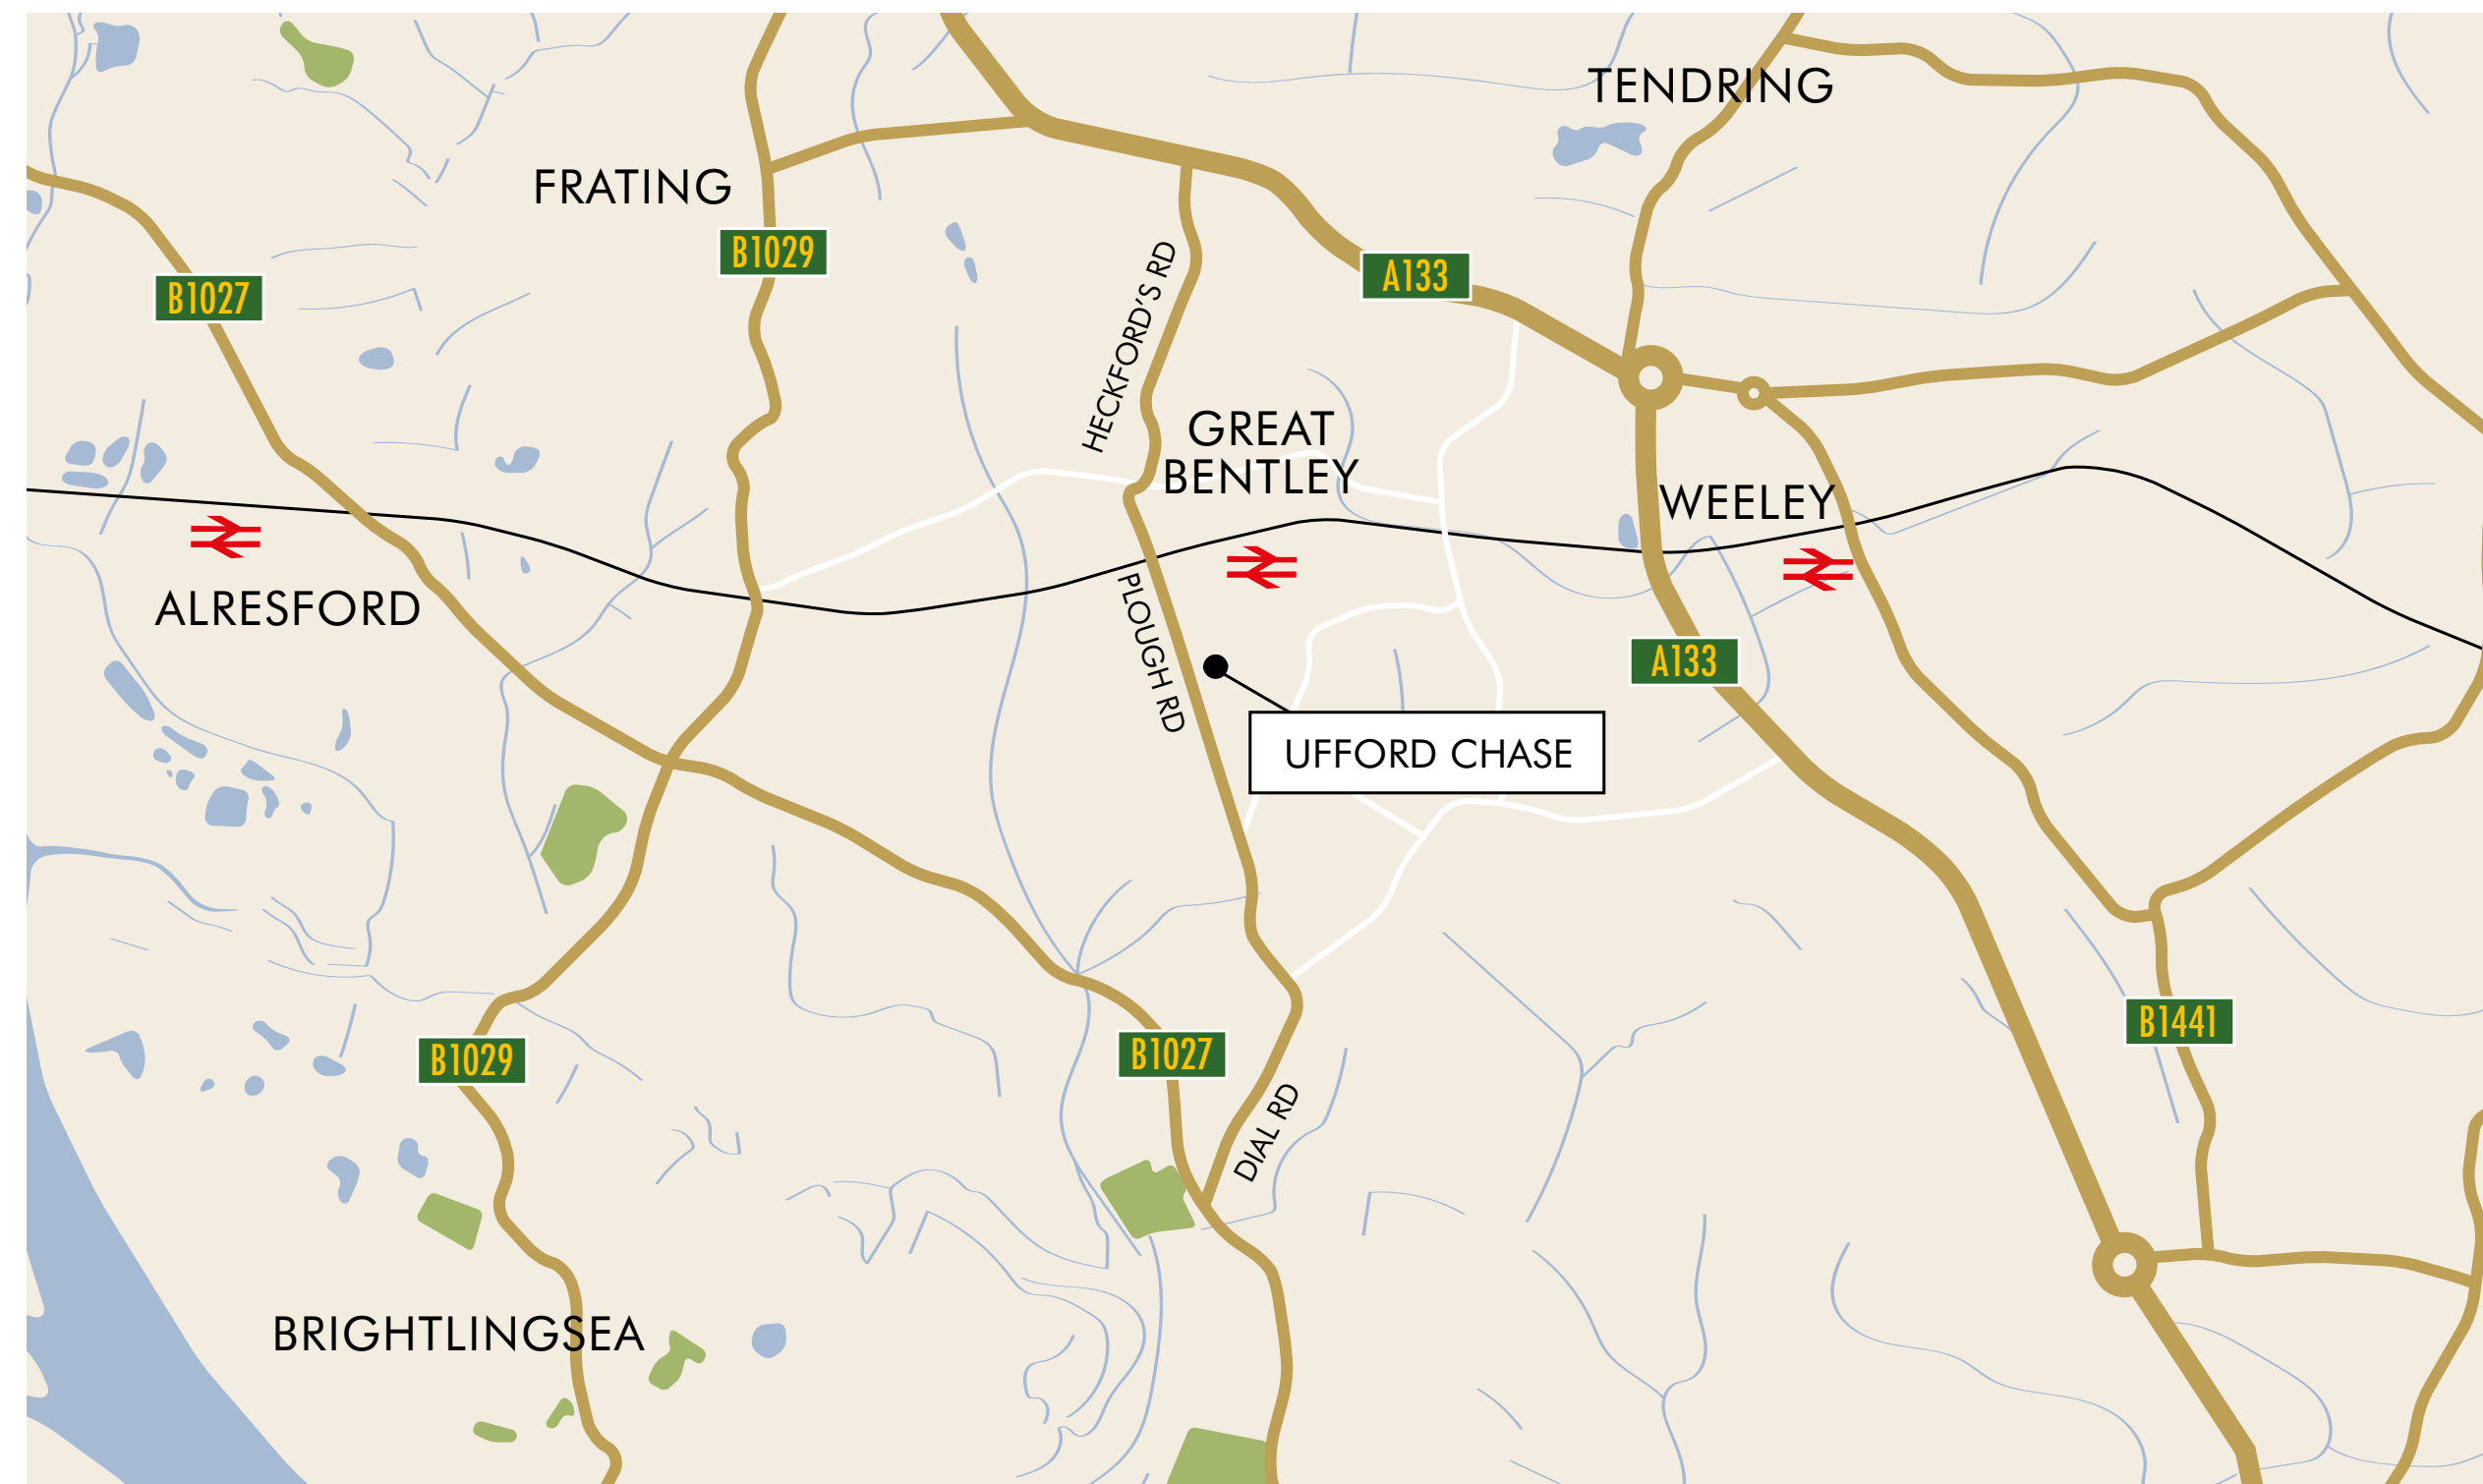 TENDRING
FRATING
B1029
A133
B1027
HECKFORD'S RD
GREAT
BENTLEY
WEELEY
ALRESFORD
PLOUGH RD
A133
UFFORD CHASE
B1441
B1029
B1027
DIAL RD
BRIGHTLINGSEA